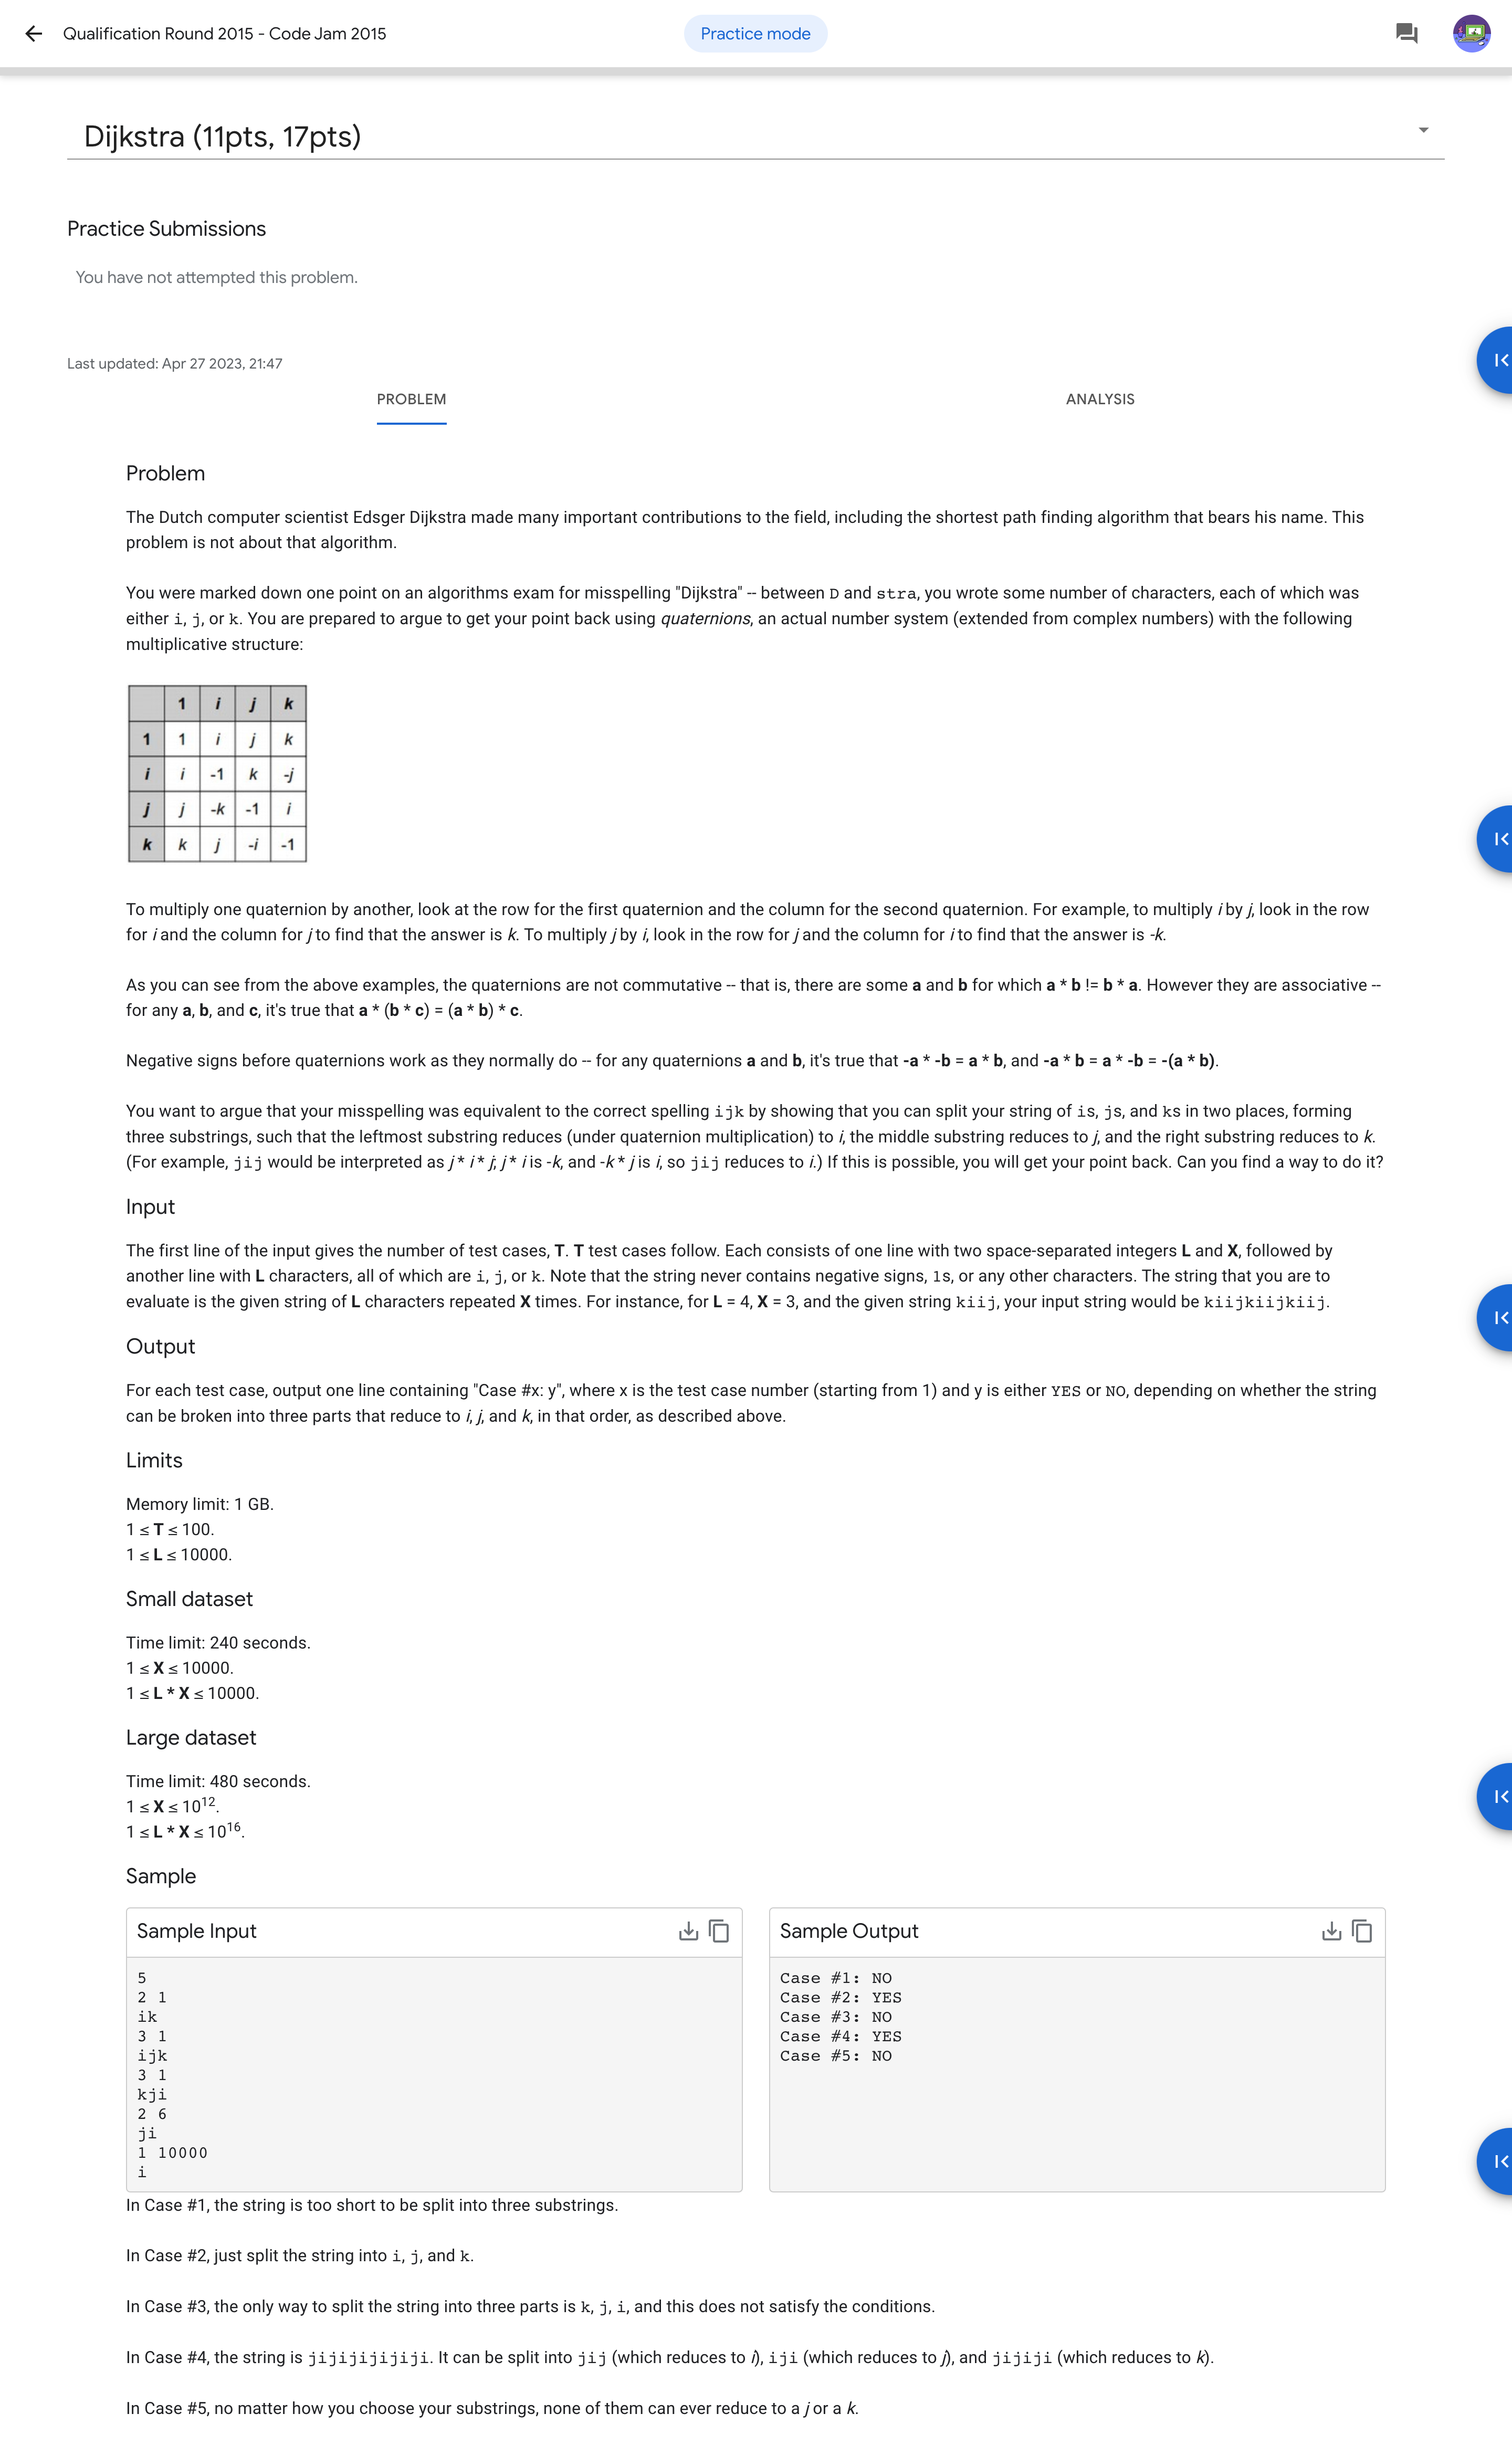 Qualification Round 2015 - Code Jam 2015
Practice mode
Dijkstra (11pts, 17pts)
Practice Submissions
You have not attempted this problem.
Last updated: Apr 27 2023, 21:47
PROBLEM
ANALYSIS
Problem
The Dutch computer scientist Edsger Dijkstra made many important contributions to the field, including the shortest path finding algorithm that bears his name. This
problem is not about that algorithm.
You were marked down one point on an algorithms exam for misspelling "Dijkstra" -- between D and stra, you wrote some number of characters, each of which was
either i, j, or k. You are prepared to argue to get your point back using quaternions, an actual number system (extended from complex numbers) with the following
multiplicative structure:
1 i j k
1 1 i j k
i i -1 k -j
j j -k -1 i
k k j -i -1
To multiply one quaternion by another, look at the row for the first quaternion and the column for the second quaternion. For example, to multiply i by j, look in the row
for i and the column for j to find that the answer is k. To multiply j by i, look in the row for j and the column for i to find that the answer is -k.
As you can see from the above examples, the quaternions are not commutative -- that is, there are some a and b for which a * b != b * a. However they are associative --
for any a, b, and c, it's true that a * (b * c) = (a * b) * c.
Negative signs before quaternions work as they normally do -- for any quaternions a and b, it's true that -a * -b = a * b, and -a * b = a * -b = -(a * b).
You want to argue that your misspelling was equivalent to the correct spelling ijk by showing that you can split your string of is, js, and ks in two places, forming
three substrings, such that the leftmost substring reduces (under quaternion multiplication) to i, the middle substring reduces to j, and the right substring reduces to k.
(For example, jij would be interpreted as j * i * j; j * i is -k, and -k * j is i, so jij reduces to i.) If this is possible, you will get your point back. Can you find a way to do it?
Input
The first line of the input gives the number of test cases, T. T test cases follow. Each consists of one line with two space-separated integers L and X, followed by
another line with L characters, all of which are i, j, or k. Note that the string never contains negative signs, 1s, or any other characters. The string that you are to
evaluate is the given string of L characters repeated X times. For instance, for L = 4, X = 3, and the given string kiij, your input string would be kiijkiijkiij.
Output
For each test case, output one line containing "Case #x: y", where x is the test case number (starting from 1) and y is either YES or NO, depending on whether the string
can be broken into three parts that reduce to i, j, and k, in that order, as described above.
Limits
Memory limit: 1 GB.
1 ≤ T ≤ 100.
1 ≤ L ≤ 10000.
Small dataset
Time limit: 240 seconds.
1 ≤ X ≤ 10000.
1 ≤ L * X ≤ 10000.
Large dataset
Time limit: 480 seconds.
1 ≤ X ≤ 10^12.
1 ≤ L * X ≤ 10^16.
Sample
Sample Input
5
2 1
ik
3 1
ijk
3 1
kji
2 6
ji
1 10000
i
Sample Output
Case #1: NO
Case #2: YES
Case #3: NO
Case #4: YES
Case #5: NO
In Case #1, the string is too short to be split into three substrings.
In Case #2, just split the string into i, j, and k.
In Case #3, the only way to split the string into three parts is k, j, i, and this does not satisfy the conditions.
In Case #4, the string is jijijijijiji. It can be split into jij (which reduces to i), iji (which reduces to j), and jijiji (which reduces to k).
In Case #5, no matter how you choose your substrings, none of them can ever reduce to a j or a k.